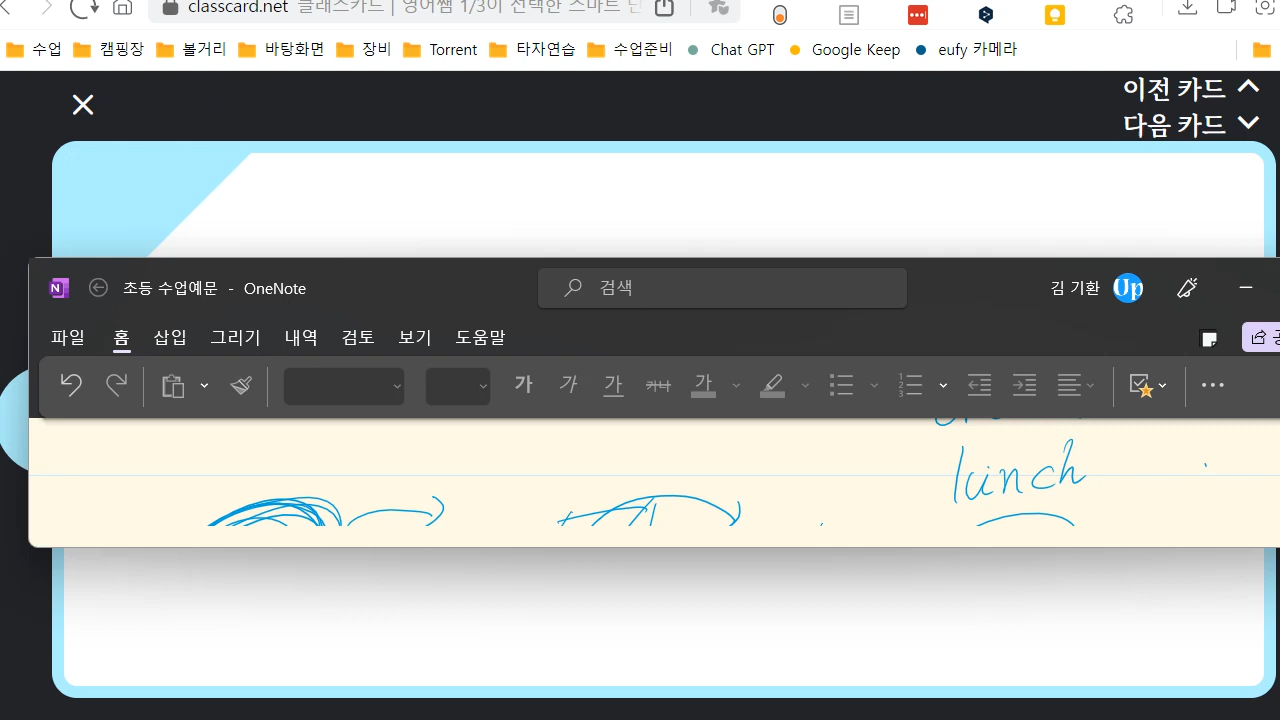 classcard.net 클래스카드 | 영어쌤 1/3이 선택한 스마트 단
수업 캠핑장 볼거리 바탕화면 장비 Torrent 타자연습 수업준비 Chat GPT Google Keep eufy 카메라
이전 카드
다음 카드
초등 수업예문 - OneNote
검색
김 기환
Up
파일 홈 삽입 그리기 내역 검토 보기 도움말
가 가 가 가나 가
lunch